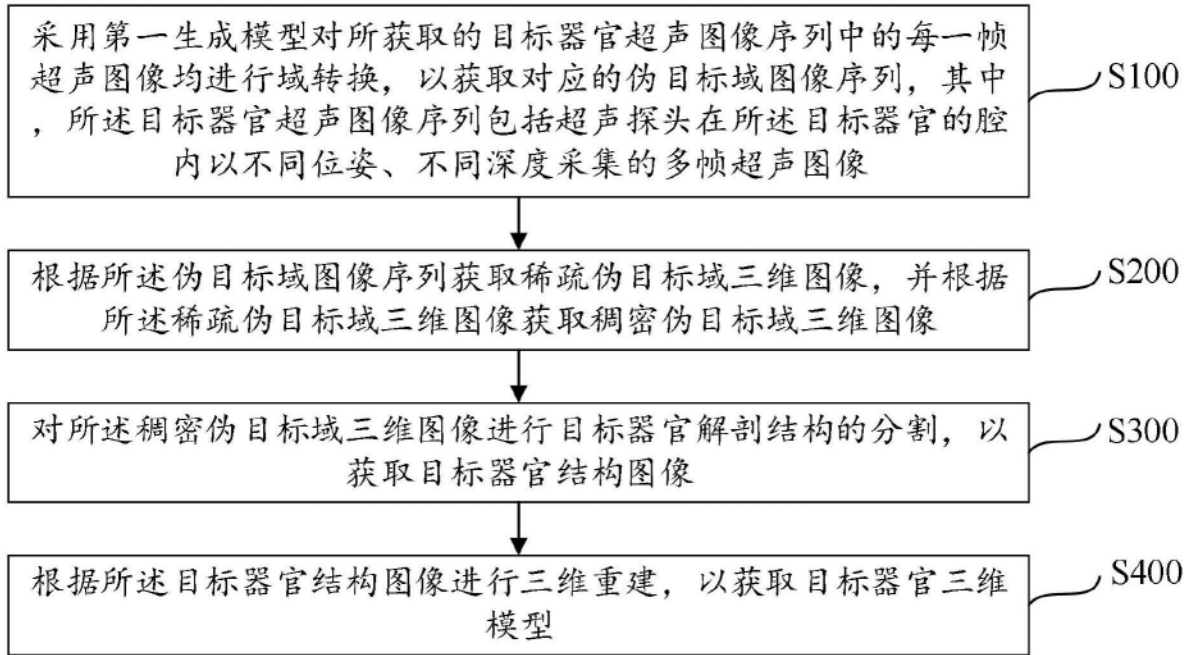 采用第一生成模型对所获取的目标器官超声图像序列中的每一帧
超声图像均进行域转换，以获取对应的伪目标域图像序列，其中
，所述目标器官超声图像序列包括超声探头在所述目标器官的腔
内以不同位姿、不同深度采集的多帧超声图像
S100
根据所述伪目标域图像序列获取稀疏伪目标域三维图像，并根据
所述稀疏伪目标域三维图像获取稠密伪目标域三维图像
S200
对所述稠密伪目标域三维图像进行目标器官解剖结构的分割，以
获取目标器官结构图像
S300
根据所述目标器官结构图像进行三维重建，以获取目标器官三维
模型
S400